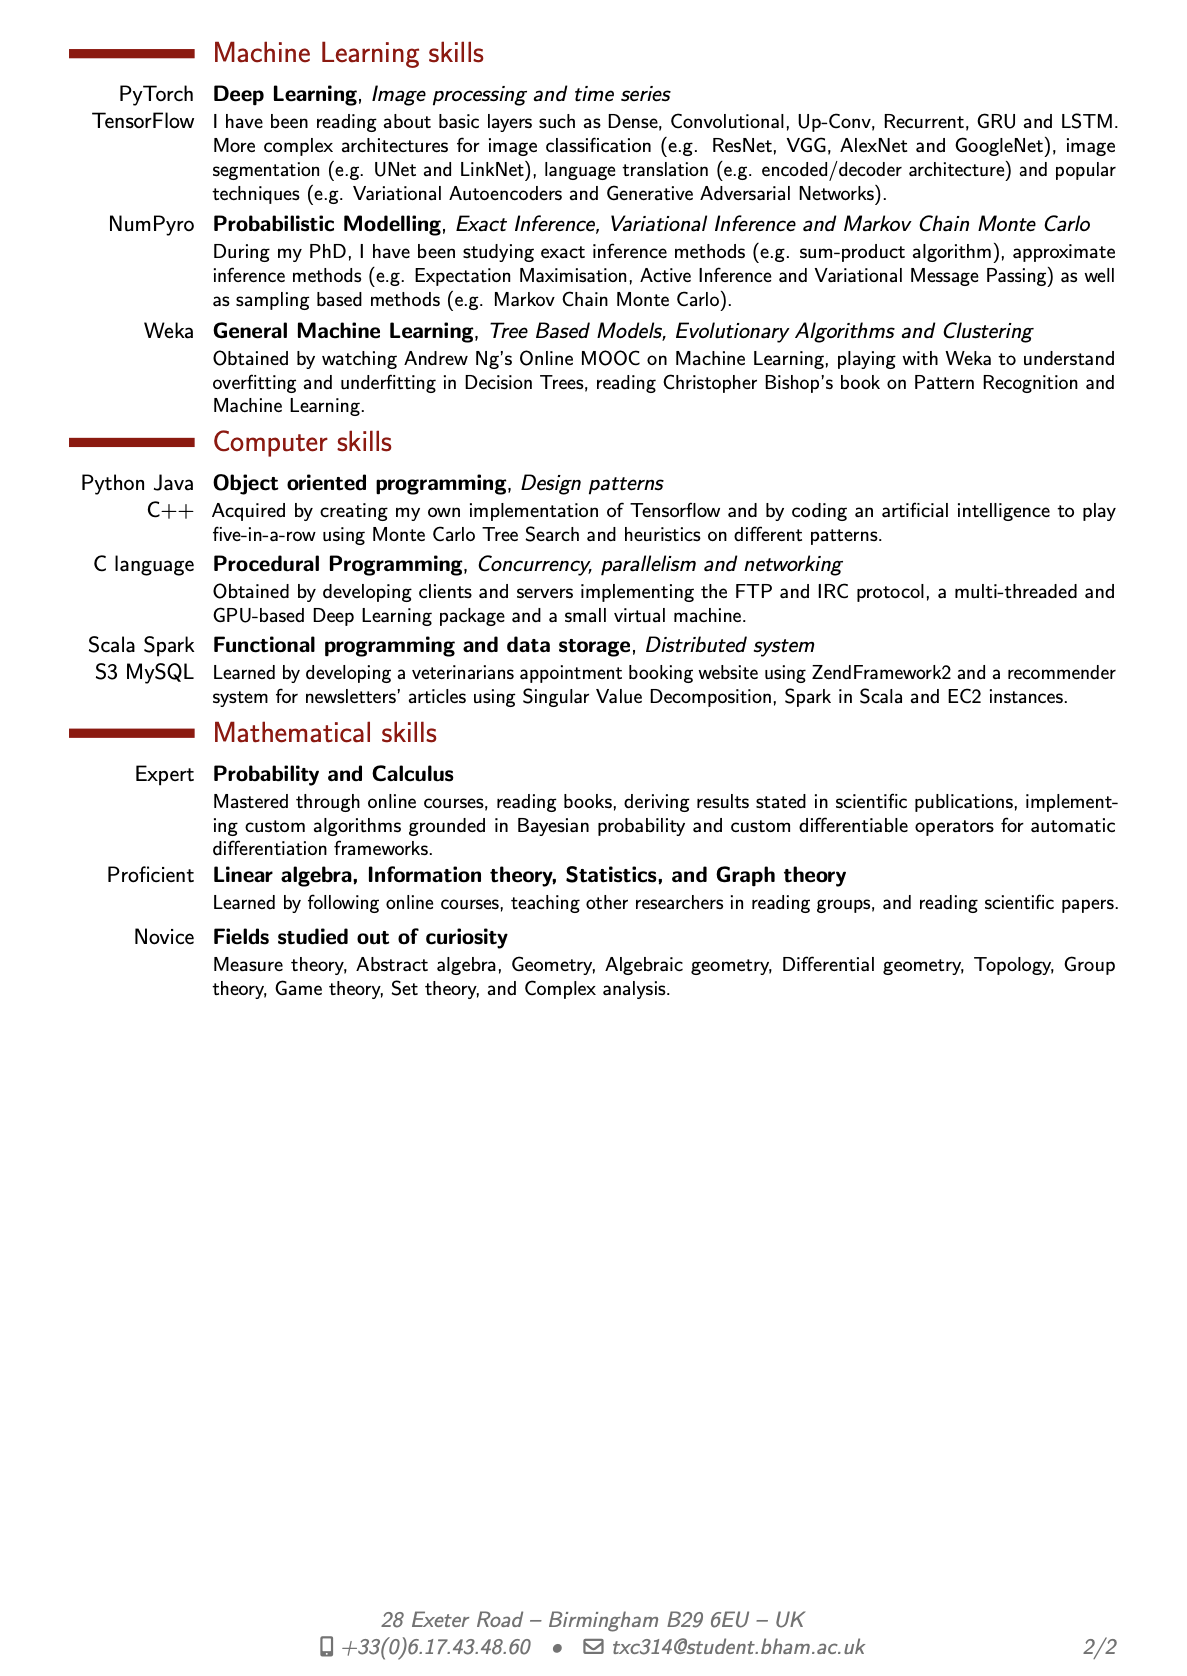 Machine Learning skills
PyTorch Deep Learning, Image processing and time series
TensorFlow I have been reading about basic layers such as Dense, Convolutional, Up-Conv, Recurrent, GRU and LSTM.
More complex architectures for image classification (e.g. ResNet, VGG, AlexNet and GoogleNet), image
segmentation (e.g. UNet and LinkNet), language translation (e.g. encoded/decoder architecture) and popular
techniques (e.g. Variational Autoencoders and Generative Adversarial Networks).
NumPyro Probabilistic Modelling, Exact Inference, Variational Inference and Markov Chain Monte Carlo
During my PhD, I have been studying exact inference methods (e.g. sum-product algorithm), approximate
inference methods (e.g. Expectation Maximisation, Active Inference and Variational Message Passing) as well
as sampling based methods (e.g. Markov Chain Monte Carlo).
Weka General Machine Learning, Tree Based Models, Evolutionary Algorithms and Clustering
Obtained by watching Andrew Ng's Online MOOC on Machine Learning, playing with Weka to understand
overfitting and underfitting in Decision Trees, reading Christopher Bishop's book on Pattern Recognition and
Machine Learning.
Computer skills
Python Java Object oriented programming, Design patterns
C++ Acquired by creating my own implementation of Tensorflow and by coding an artificial intelligence to play
five-in-a-row using Monte Carlo Tree Search and heuristics on different patterns.
C language Procedural Programming, Concurrency, parallelism and networking
Obtained by developing clients and servers implementing the FTP and IRC protocol, a multi-threaded and
GPU-based Deep Learning package and a small virtual machine.
Scala Spark Functional programming and data storage, Distributed system
S3 MySQL Learned by developing a veterinarians appointment booking website using ZendFramework2 and a recommender
system for newsletters' articles using Singular Value Decomposition, Spark in Scala and EC2 instances.
Mathematical skills
Expert Probability and Calculus
Mastered through online courses, reading books, deriving results stated in scientific publications, implement-
ing custom algorithms grounded in Bayesian probability and custom differentiable operators for automatic
differentiation frameworks.
Proficient Linear algebra, Information theory, Statistics, and Graph theory
Learned by following online courses, teaching other researchers in reading groups, and reading scientific papers.
Novice Fields studied out of curiosity
Measure theory, Abstract algebra, Geometry, Algebraic geometry, Differential geometry, Topology, Group
theory, Game theory, Set theory, and Complex analysis.
28 Exeter Road – Birmingham B29 6EU – UK
+33(0)6.17.43.48.60 • txc314@student.bham.ac.uk 2/2